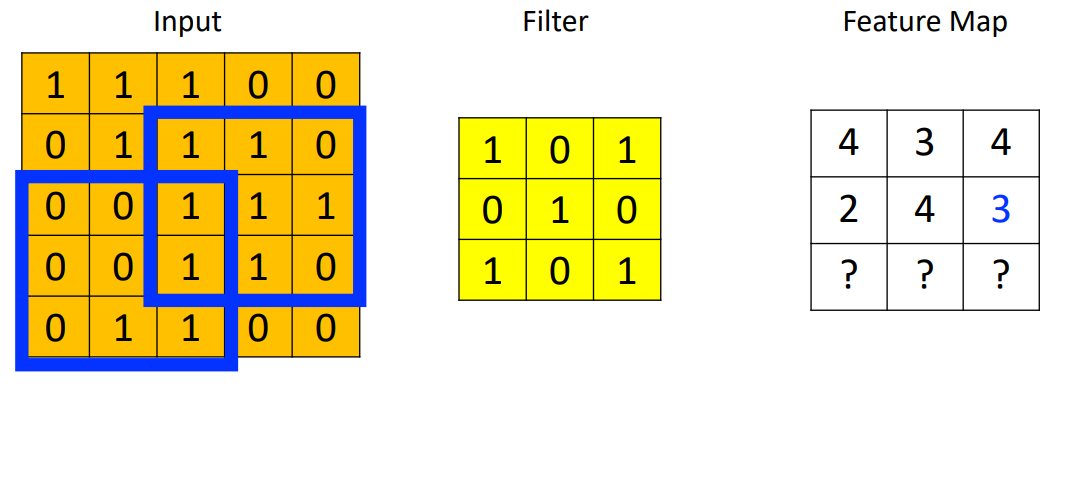 Input
Filter
Feature Map
1 1 1 0 0
0 1 1 1 0
0 0 1 1 1
0 0 1 1 0
0 1 1 0 0
1 0 1
0 1 0
1 0 1
4 3 4
2 4 3
? ? ?